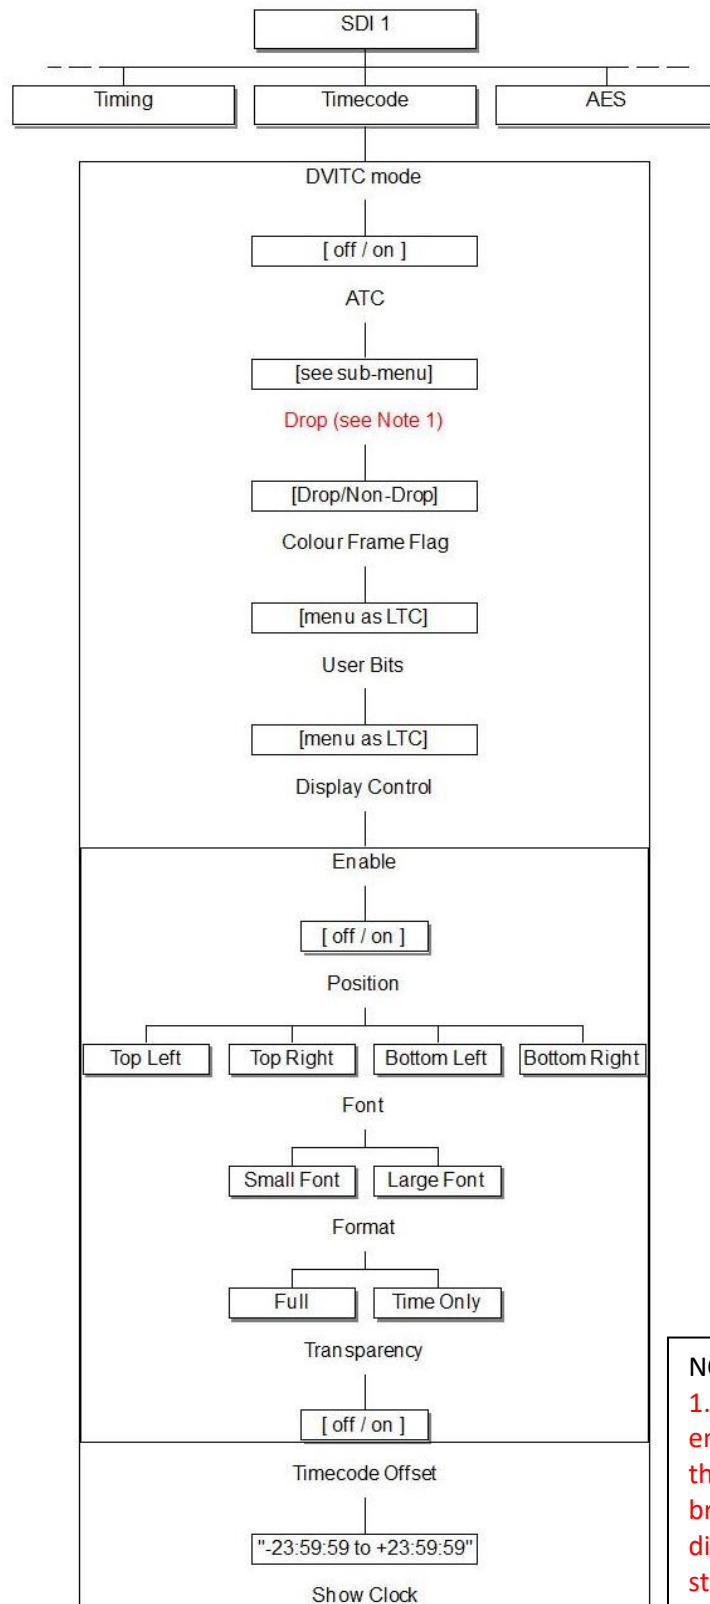 SDI 1
Timing Timecode AES
DVITC mode
[ off / on ]
ATC
[see sub-menu]
Drop (see Note 1)
[Drop/Non-Drop]
Colour Frame Flag
[menu as LTC]
User Bits
[menu as LTC]
Display Control
Enable
[ off / on ]
Position
Top Left Top Right Bottom Left Bottom Right
Font
Small Font Large Font
Format
Full Time Only
Transparency
[ off / on ]
Timecode Offset
"-23:59:59 to +23:59:59"
Show Clock
1.